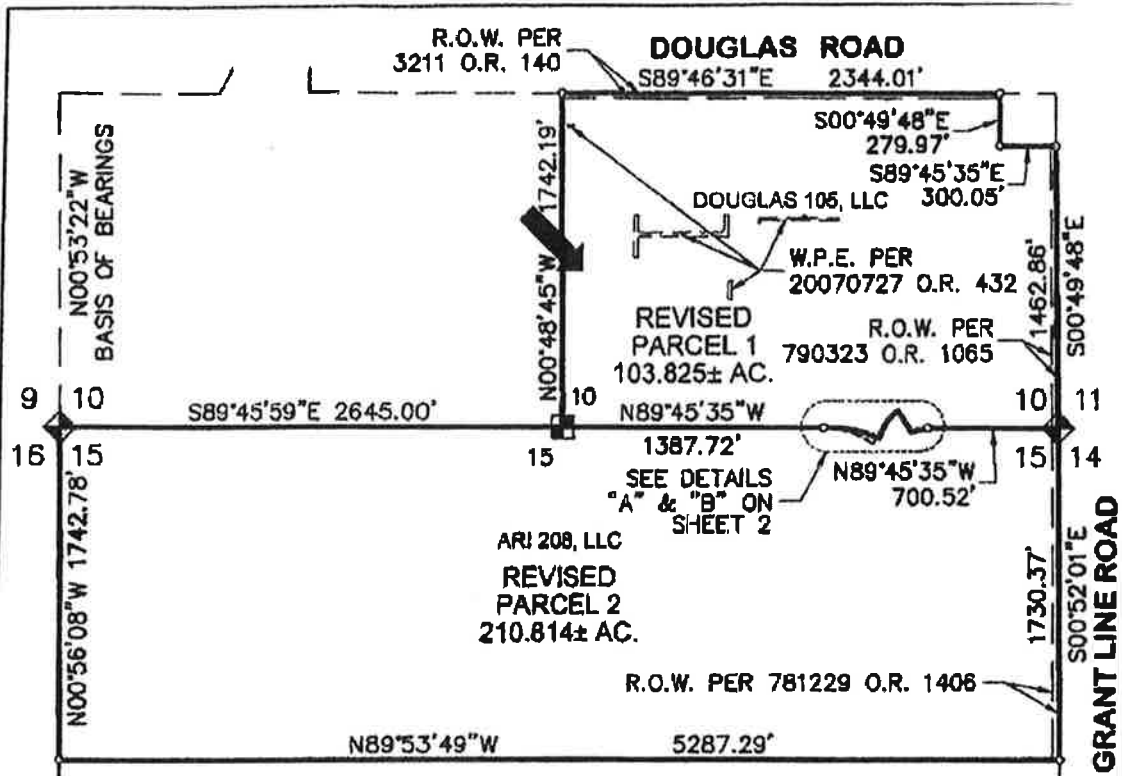 R.O.W. PER
3211 O.R. 140
DOUGLAS ROAD
S89°46'31"E 2344.01'
S00°49'48"E
279.97'
S89°45'35"E
300.05'
N00°53'22"W
BASIS OF BEARINGS
N00°48'45"W 1742.19'
DOUGLAS 105, LLC
W.P.E. PER
20070727 O.R. 432
REVISED
PARCEL 1
103.825± AC.
R.O.W. PER
790323 O.R. 1065
1462.86'
S00°49'48"E
9 10
S89°45'59"E 2645.00'
10
N89°45'35"W
10 11
16 15
15
1387.72'
15 14
SEE DETAILS
"A" & "B" ON
SHEET 2
N89°45'35"W
700.52'
N00°56'08"W 1742.78'
ARI 208, LLC
REVISED
PARCEL 2
210.814± AC.
1730.37'
S00°52'01"E
GRANT LINE ROAD
R.O.W. PER 781229 O.R. 1406
N89°53'49"W 5287.29'